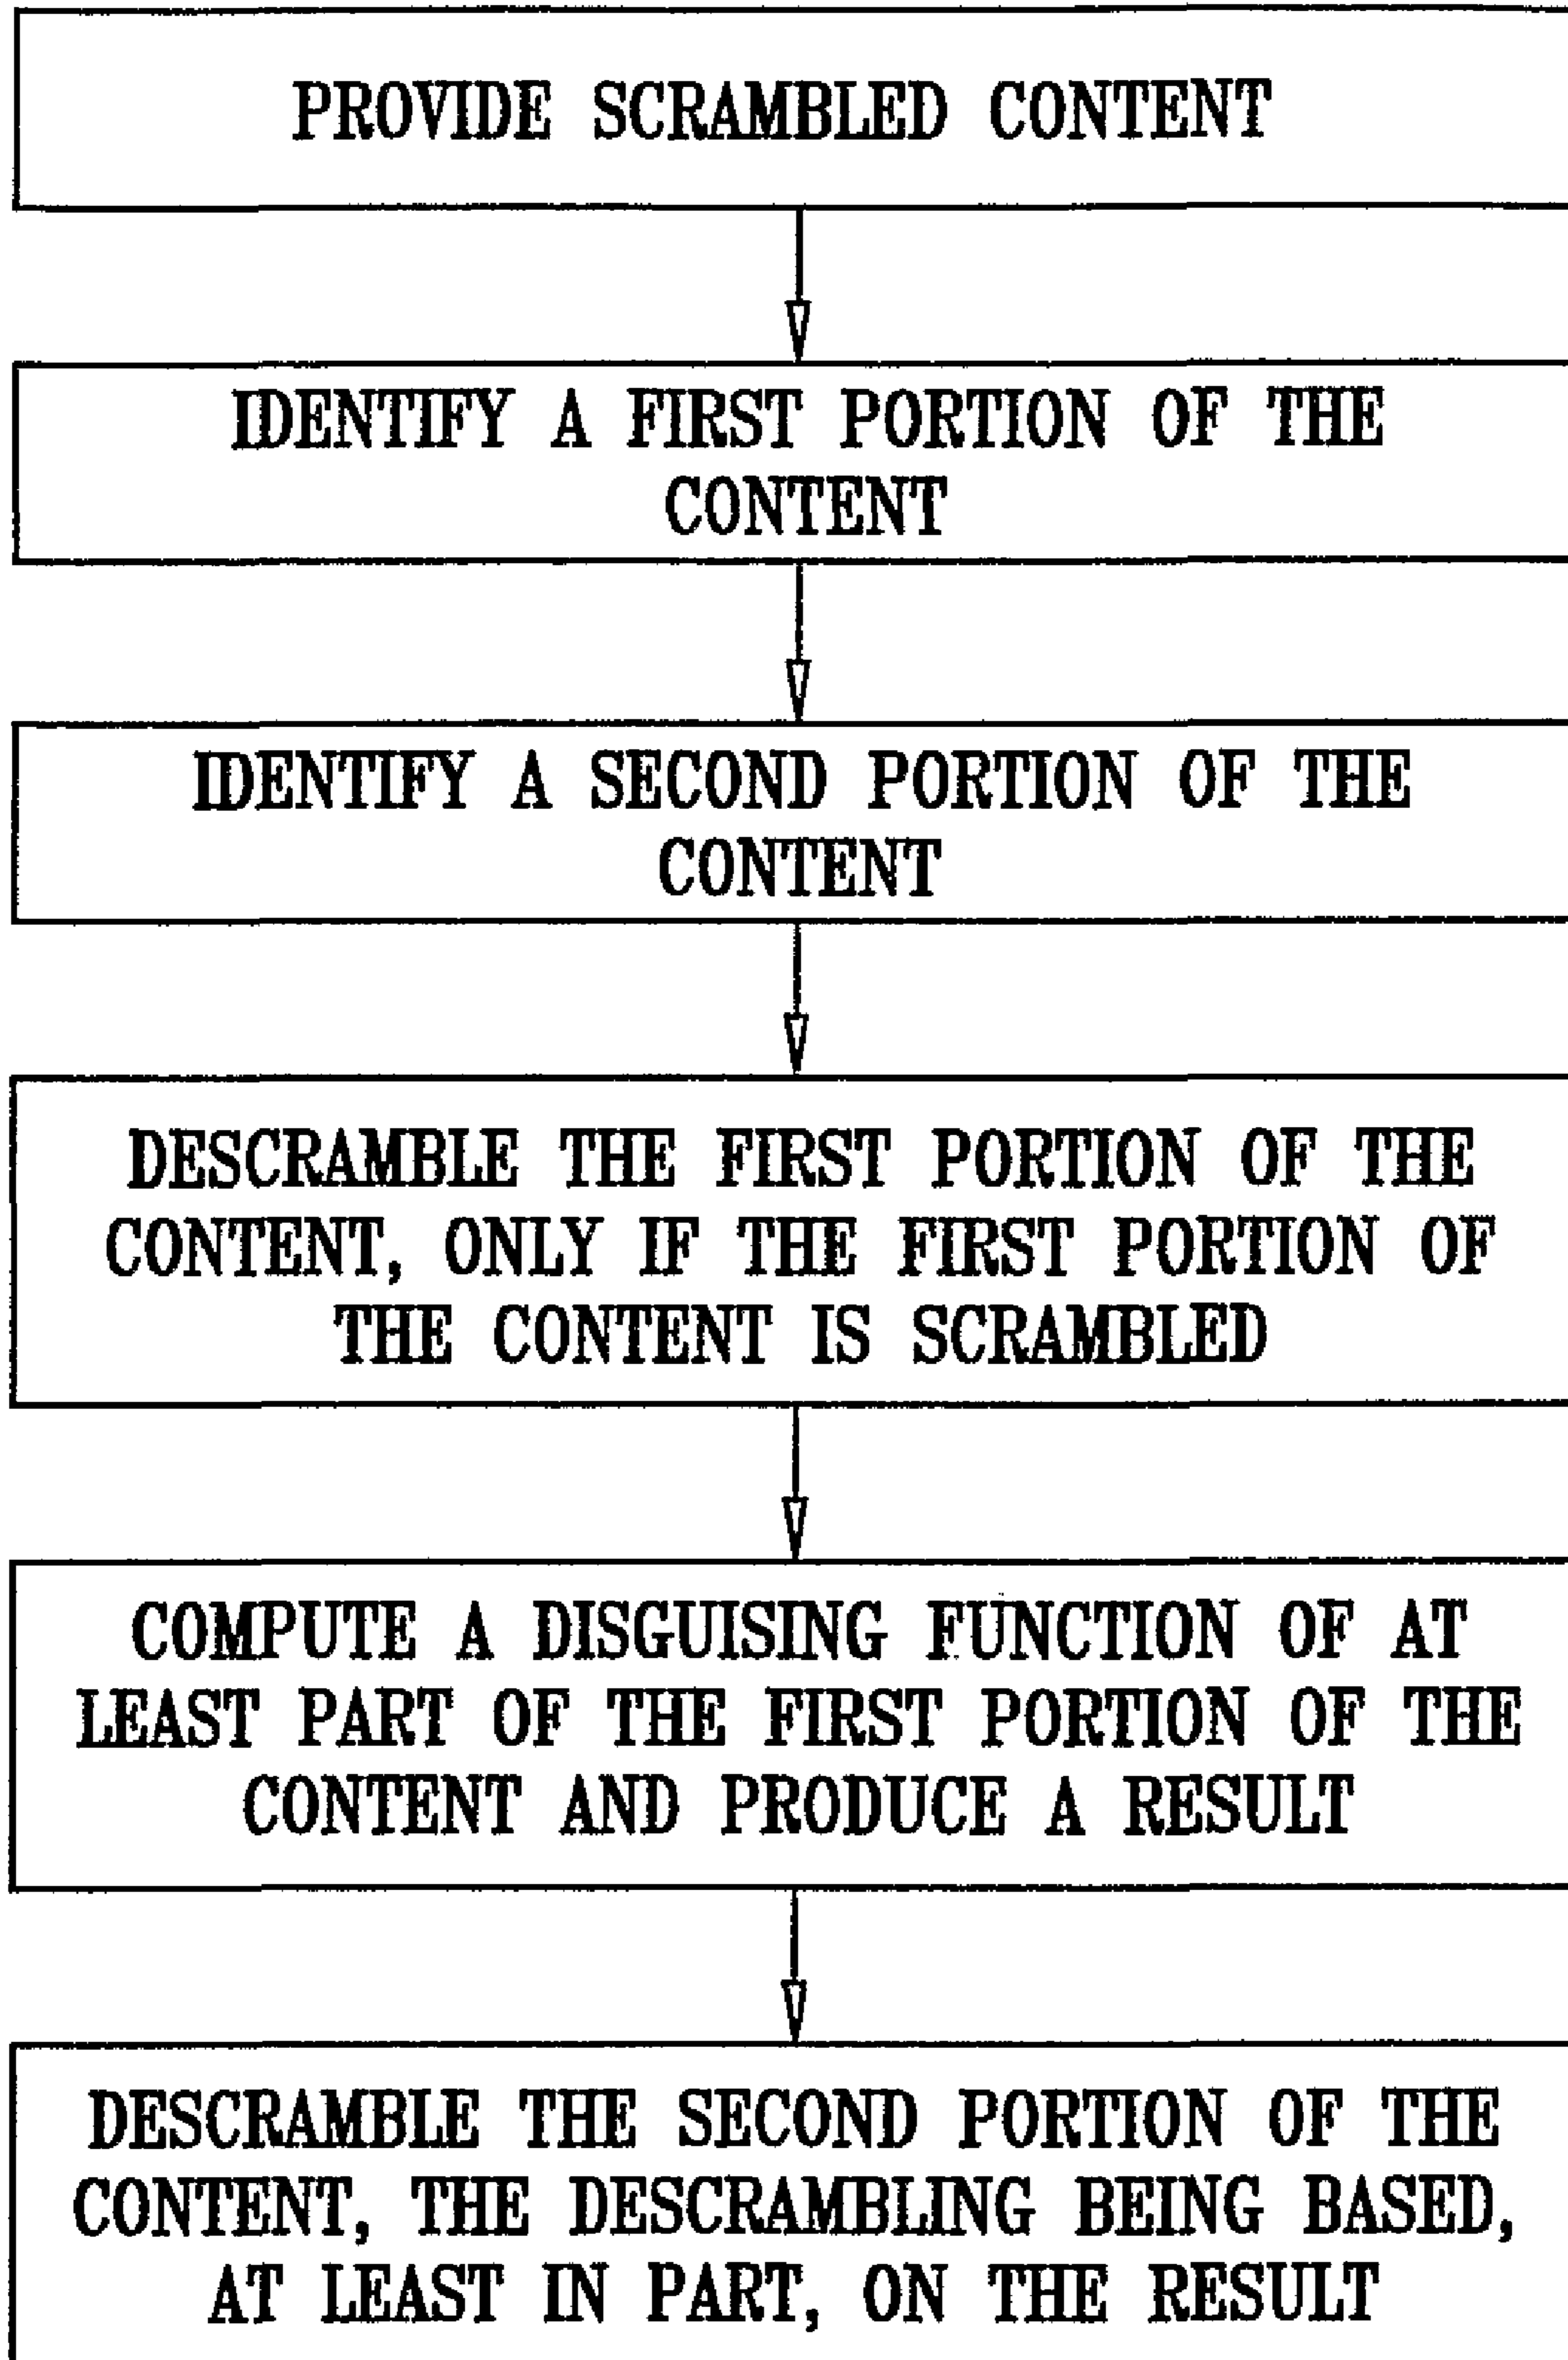 PROVIDE SCRAMBLED CONTENT
IDENTIFY A FIRST PORTION OF THE
CONTENT
IDENTIFY A SECOND PORTION OF THE
CONTENT
DESCRAMBLE THE FIRST PORTION OF THE
CONTENT, ONLY IF THE FIRST PORTION OF
THE CONTENT IS SCRAMBLED
COMPUTE A DISGUISING FUNCTION OF AT
LEAST PART OF THE FIRST PORTION OF THE
CONTENT AND PRODUCE A RESULT
DESCRAMBLE THE SECOND PORTION OF THE
CONTENT, THE DESCRAMBLING BEING BASED,
AT LEAST IN PART, ON THE RESULT